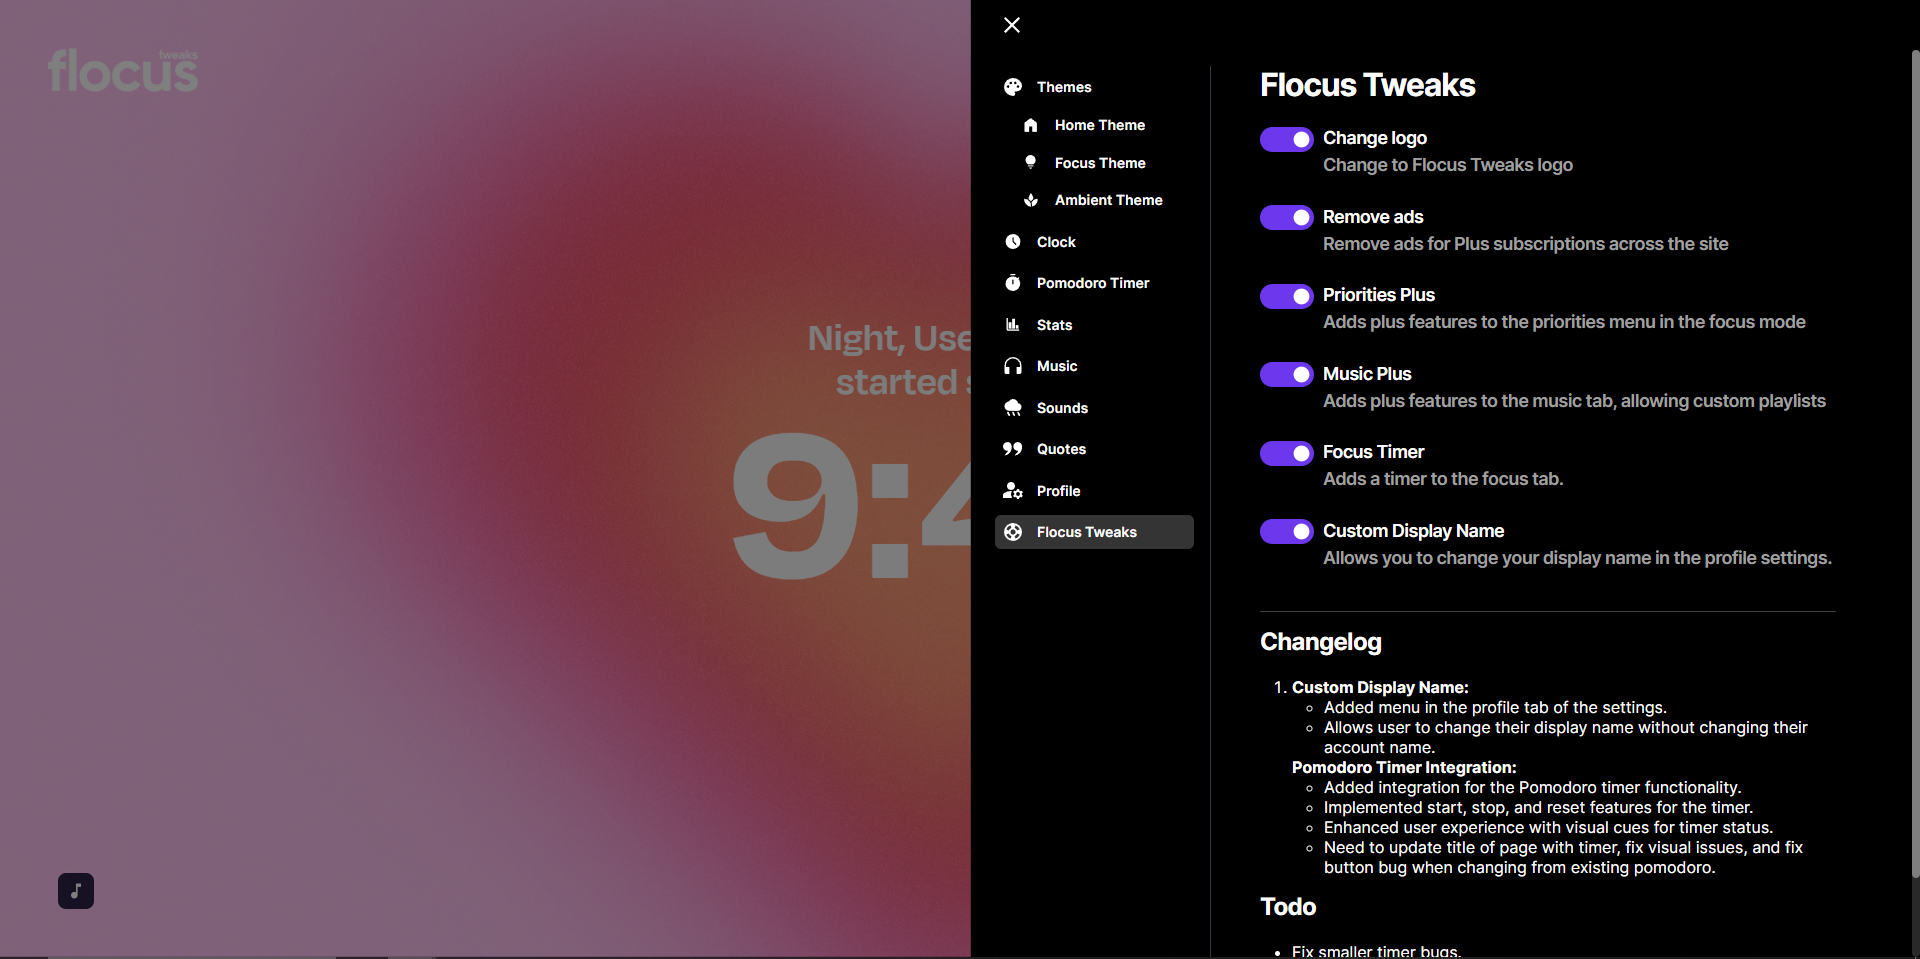 flocus
tweaks
Night, Use
started
9:4
Themes
Home Theme
Focus Theme
Ambient Theme
Clock
Pomodoro Timer
Stats
Music
Sounds
Quotes
Profile
Flocus Tweaks
Flocus Tweaks
Change logo
Change to Flocus Tweaks logo
Remove ads
Remove ads for Plus subscriptions across the site
Priorities Plus
Adds plus features to the priorities menu in the focus mode
Music Plus
Adds plus features to the music tab, allowing custom playlists
Focus Timer
Adds a timer to the focus tab.
Custom Display Name
Allows you to change your display name in the profile settings.
Changelog
1. Custom Display Name:
Added menu in the profile tab of the settings.
Allows user to change their display name without changing their
account name.
Pomodoro Timer Integration:
Added integration for the Pomodoro timer functionality.
Implemented start, stop, and reset features for the timer.
Enhanced user experience with visual cues for timer status.
Need to update title of page with timer, fix visual issues, and fix
button bug when changing from existing pomodoro.
Todo
Fix smaller timer bugs.